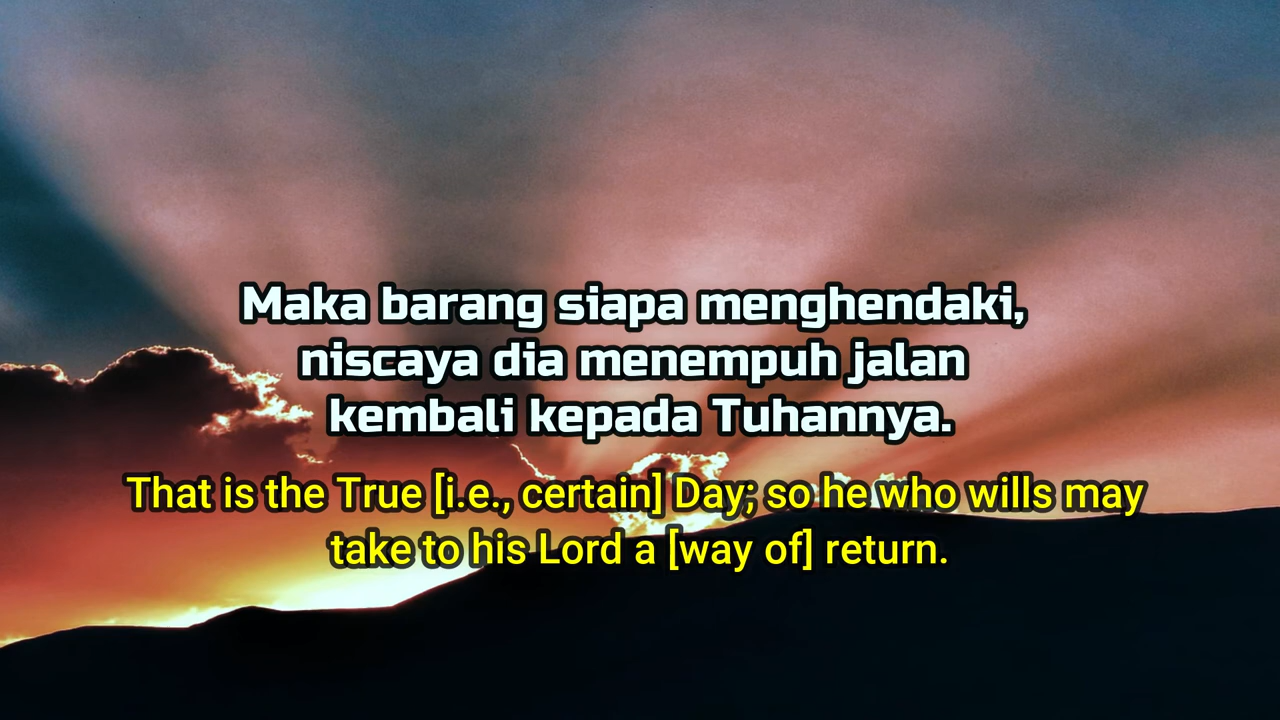 Maka barang siapa menghendaki,
niscaya dia menempuh jalan
kembali kepada Tuhannya.
That is the True [i.e., certain] Day; so he who wills may
take to his Lord a [way of] return.